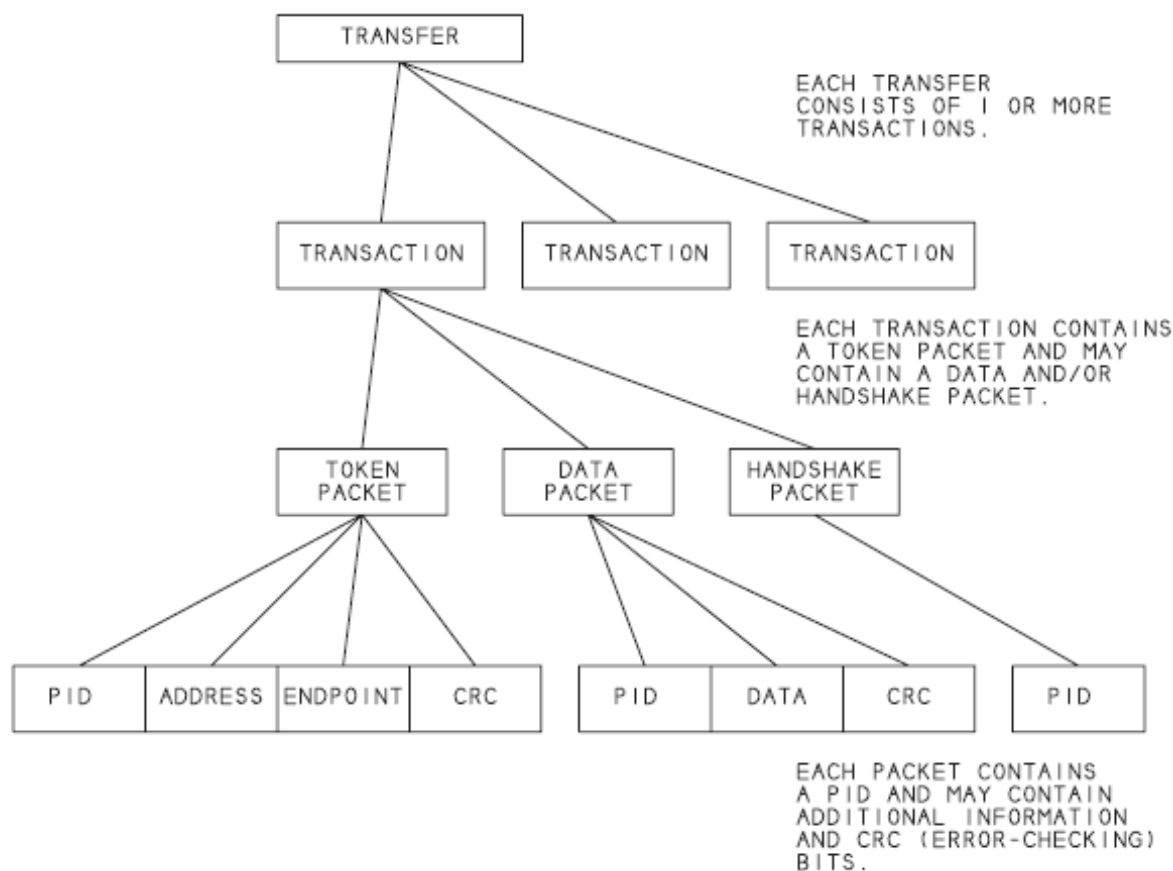 TRANSFER
EACH TRANSFER
CONSISTS OF 1 OR MORE
TRANSACTIONS.
TRANSACTION
TRANSACTION
TRANSACTION
EACH TRANSACTION CONTAINS
A TOKEN PACKET AND MAY
CONTAIN A DATA AND/OR
HANDSHAKE PACKET.
TOKEN
PACKET
DATA
PACKET
HANDSHAKE
PACKET
PID
ADDRESS
ENDPOINT
CRC
PID
DATA
CRC
PID
EACH PACKET CONTAINS
A PID AND MAY CONTAIN
ADDITIONAL INFORMATION
AND CRC (ERROR-CHECKING)
BITS.